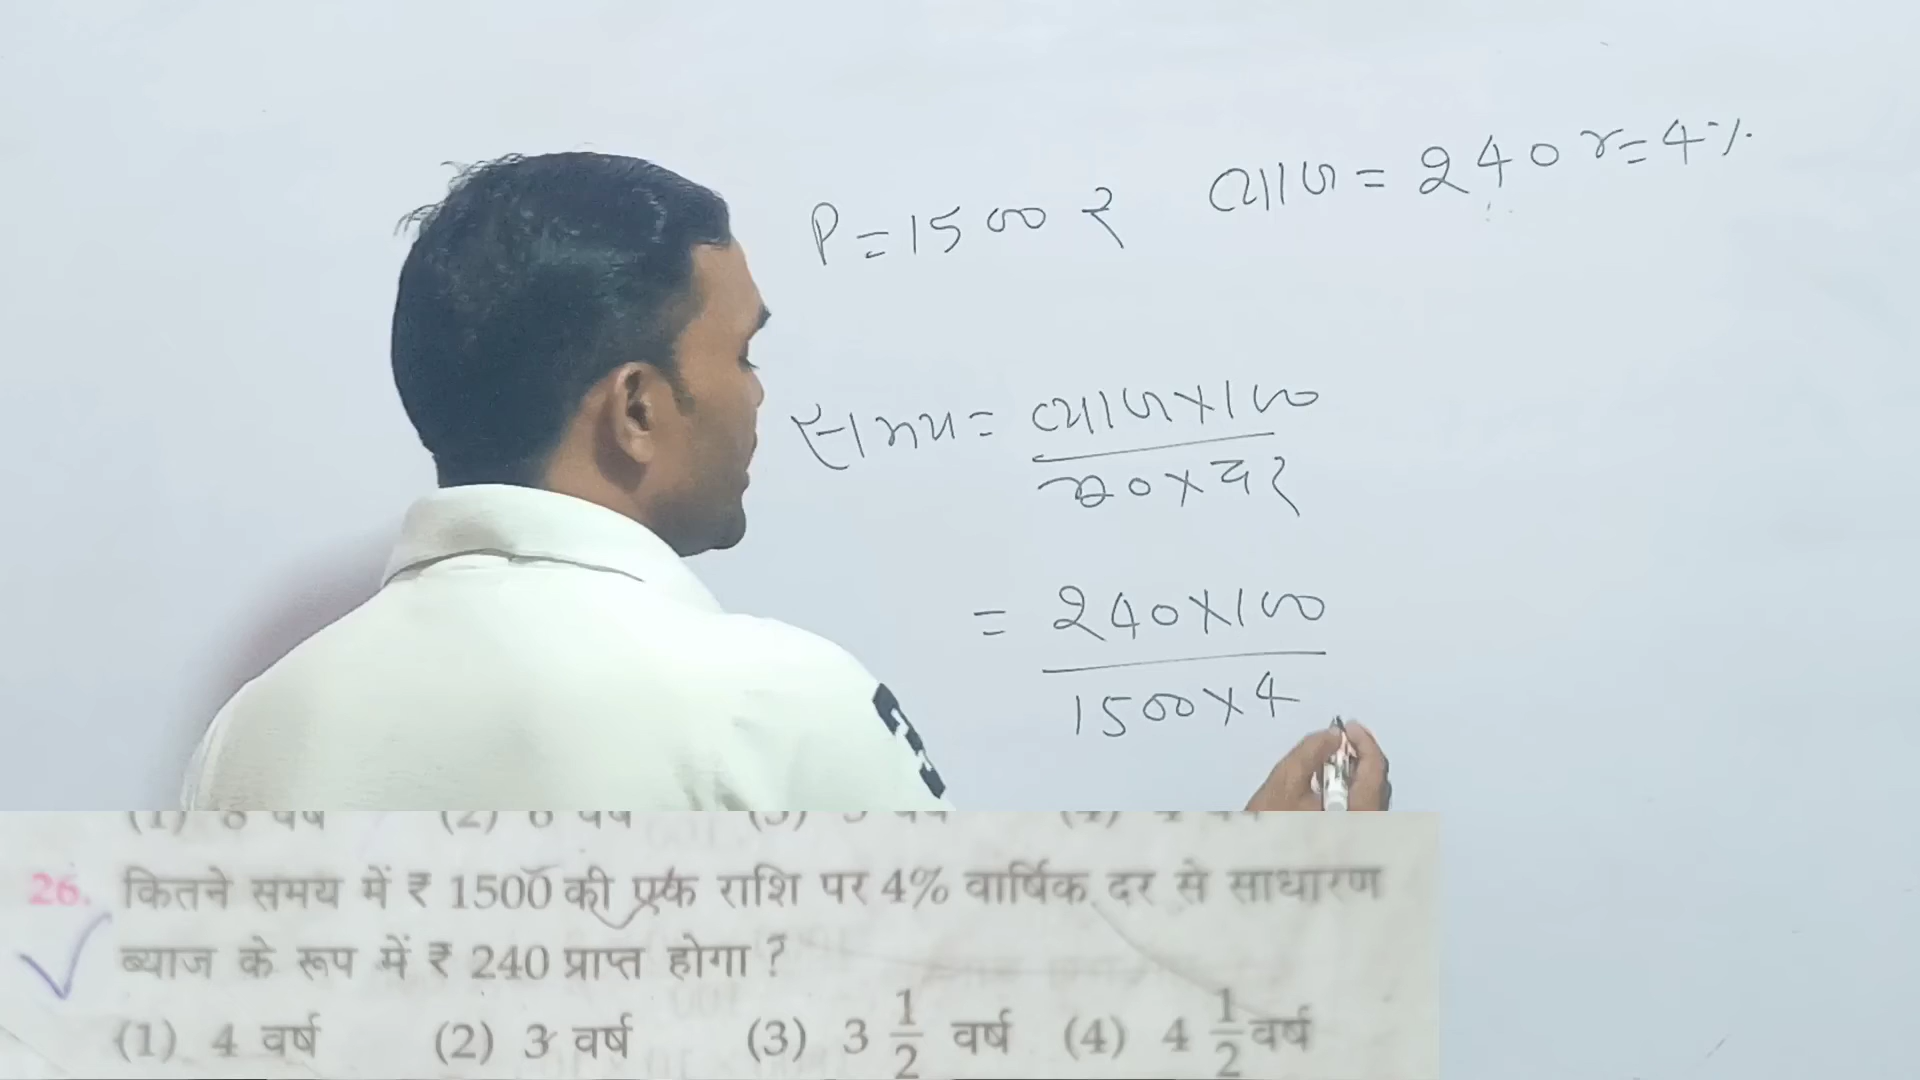 P = 1500 ₹ ब्याज = 240 r = 4%
समय = ब्याज × 100
मू0 × दर
= 240 × 100
1500 × 4
26. कितने समय में ₹ 1500 की एक राशि पर 4% वार्षिक दर से साधारण
ब्याज के रूप में ₹ 240 प्राप्त होगा ?
(1) 4 वर्ष (2) 3 वर्ष (3) 3 1/2 वर्ष (4) 4 1/2 वर्ष